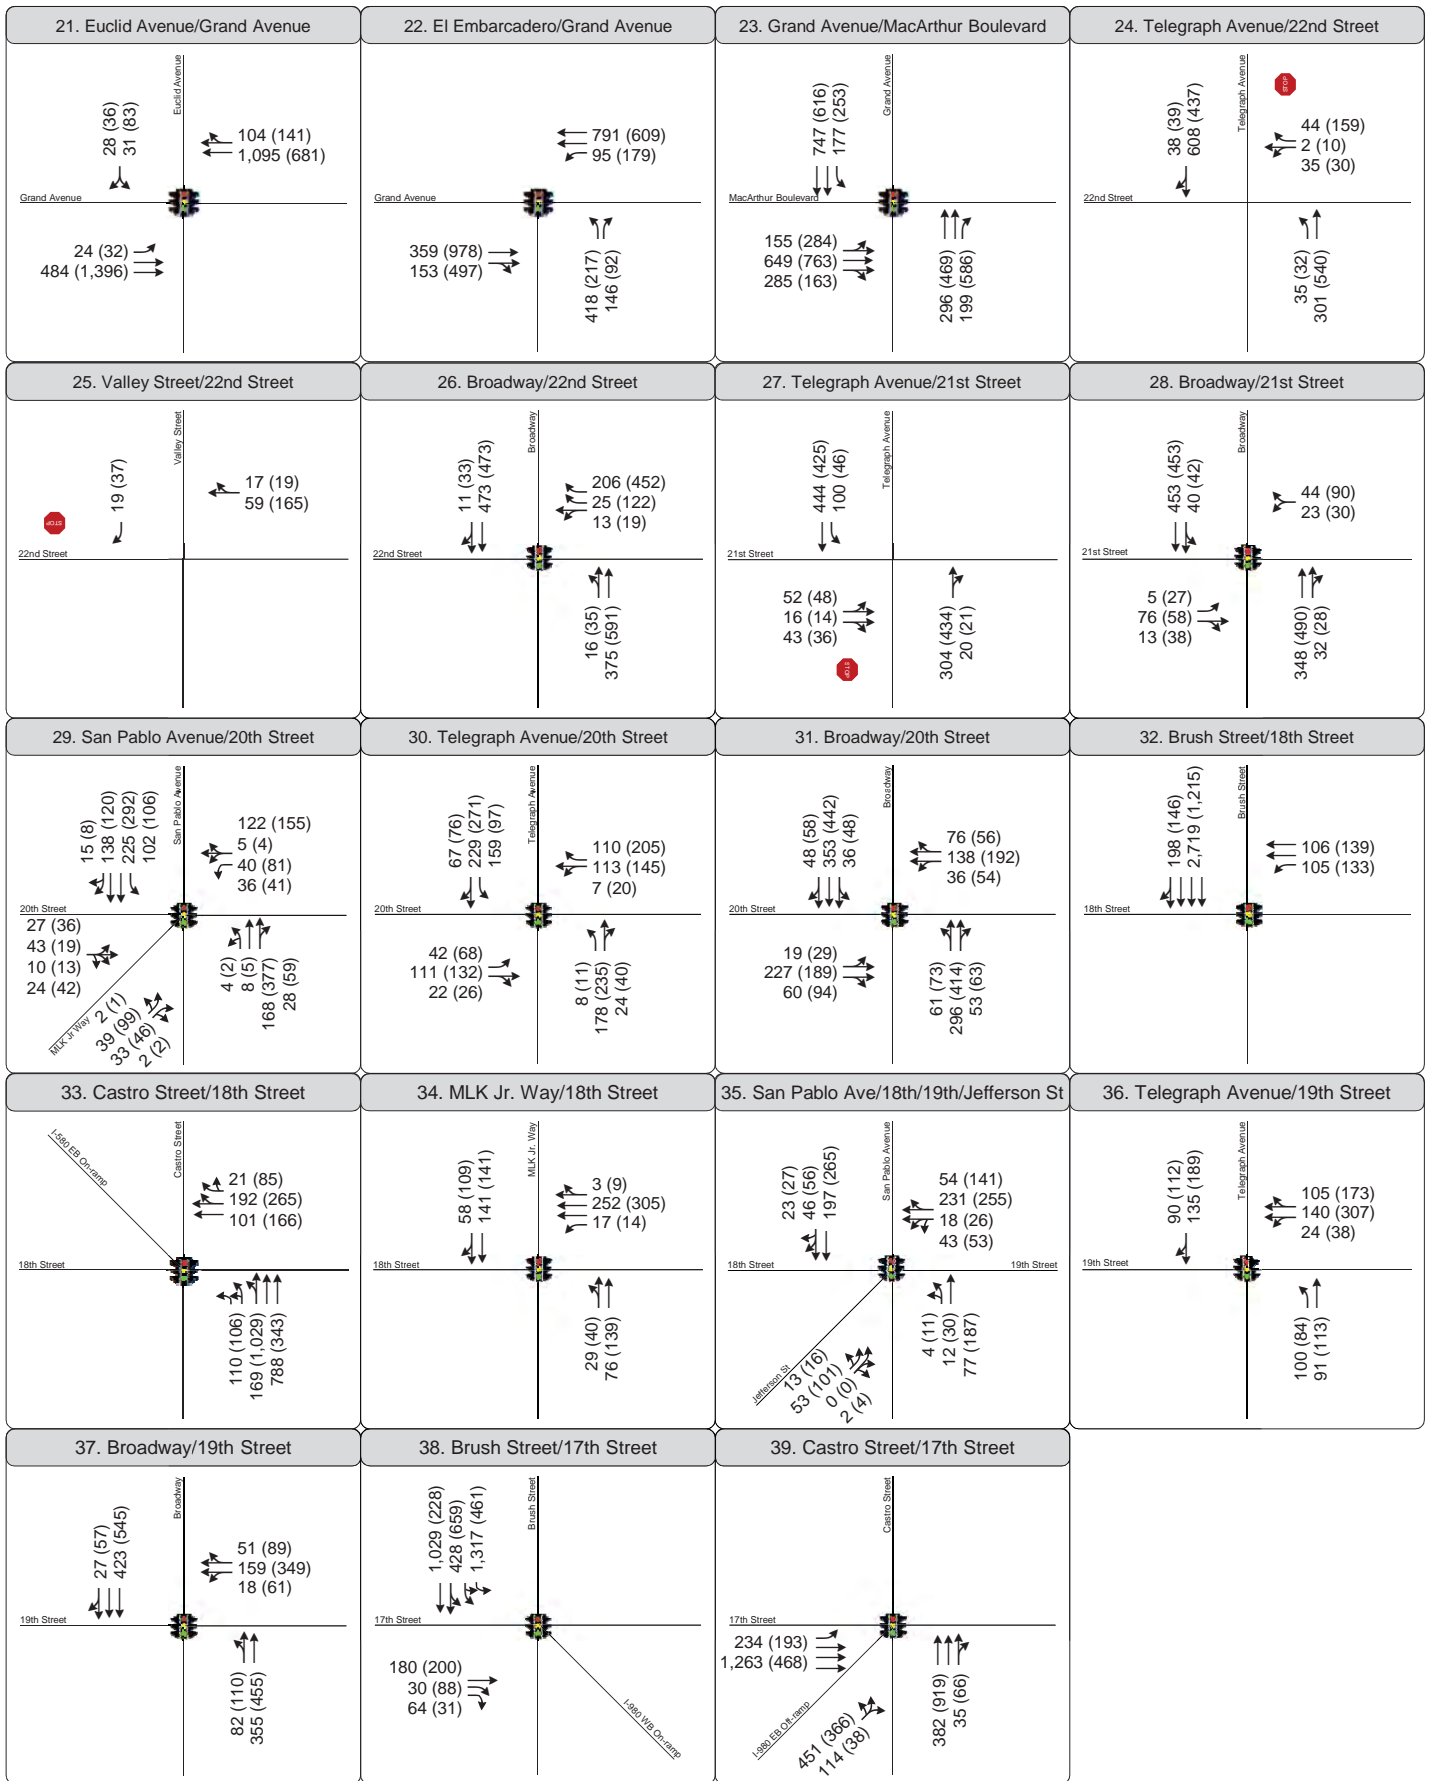 21. Euclid Avenue/Grand Avenue
Euclid Avenue
28 (36)
31 (83)
104 (141)
1,095 (681)
Grand Avenue
24 (32)
484 (1,396)
22. El Embarcadero/Grand Avenue
791 (609)
95 (179)
Grand Avenue
359 (978)
153 (497)
418 (217)
146 (92)
23. Grand Avenue/MacArthur Boulevard
Grand Avenue
747 (616)
177 (253)
MacArthur Boulevard
155 (284)
649 (763)
285 (163)
296 (469)
199 (586)
24. Telegraph Avenue/22nd Street
Telegraph Avenue
STOP
38 (39)
608 (437)
44 (159)
2 (10)
35 (30)
22nd Street
35 (32)
301 (540)
25. Valley Street/22nd Street
Valley Street
19 (37)
17 (19)
59 (165)
STOP
22nd Street
26. Broadway/22nd Street
Broadway
11 (33)
473 (473)
206 (452)
25 (122)
13 (19)
22nd Street
16 (35)
375 (591)
27. Telegraph Avenue/21st Street
Telegraph Avenue
444 (425)
100 (46)
21st Street
52 (48)
16 (14)
43 (36)
STOP
304 (434)
20 (21)
28. Broadway/21st Street
Broadway
453 (453)
40 (42)
44 (90)
23 (30)
21st Street
5 (27)
76 (58)
13 (38)
348 (490)
32 (28)
29. San Pablo Avenue/20th Street
San Pablo Avenue
15 (8)
138 (120)
225 (292)
102 (106)
122 (155)
5 (4)
40 (81)
36 (41)
20th Street
27 (36)
43 (19)
10 (13)
24 (42)
MLK Jr Way
2 (1)
39 (99)
33 (46)
2 (2)
4 (2)
8 (5)
168 (377)
28 (59)
30. Telegraph Avenue/20th Street
Telegraph Avenue
67 (76)
229 (271)
159 (97)
110 (205)
113 (145)
7 (20)
20th Street
42 (68)
111 (132)
22 (26)
8 (11)
178 (235)
24 (40)
31. Broadway/20th Street
Broadway
48 (58)
353 (442)
36 (48)
76 (56)
138 (192)
36 (54)
20th Street
19 (29)
227 (189)
60 (94)
61 (73)
296 (414)
53 (63)
32. Brush Street/18th Street
Brush Street
198 (146)
2,719 (1,215)
106 (139)
105 (133)
18th Street
33. Castro Street/18th Street
I-580 EB On-ramp
Castro Street
21 (85)
192 (265)
101 (166)
18th Street
110 (106)
169 (1,029)
788 (343)
34. MLK Jr. Way/18th Street
MLK Jr. Way
58 (109)
141 (141)
3 (9)
252 (305)
17 (14)
18th Street
29 (40)
76 (139)
35. San Pablo Ave/18th/19th/Jefferson St
San Pablo Avenue
23 (27)
46 (56)
197 (265)
54 (141)
231 (255)
18 (26)
43 (53)
18th Street
19th Street
Jefferson St
13 (16)
53 (101)
0 (0)
2 (4)
4 (11)
12 (30)
77 (187)
36. Telegraph Avenue/19th Street
Telegraph Avenue
90 (112)
135 (189)
105 (173)
140 (307)
24 (38)
19th Street
100 (84)
91 (113)
37. Broadway/19th Street
Broadway
27 (57)
423 (545)
51 (89)
159 (349)
18 (61)
19th Street
82 (110)
355 (455)
38. Brush Street/17th Street
Brush Street
1,029 (228)
428 (659)
1,317 (461)
17th Street
180 (200)
30 (88)
64 (31)
I-980 WB On-ramp
39. Castro Street/17th Street
Castro Street
17th Street
234 (193)
1,263 (468)
I-980 EB Off-ramp
451 (366)
114 (38)
382 (919)
35 (66)